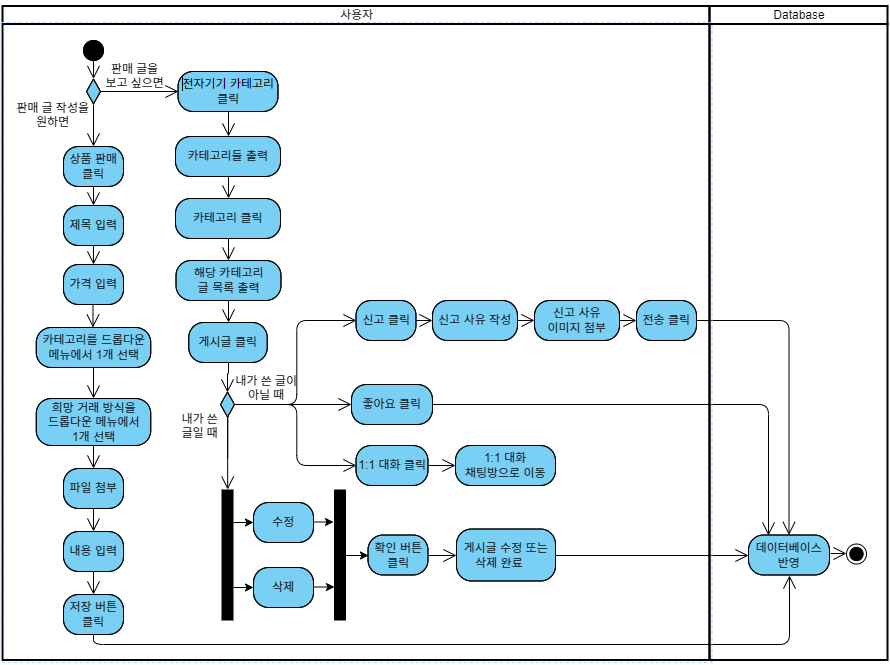 사용자
Database
판매 글을
보고 싶으면
판매 글 작성을
원하면
상품 판매
클릭
제목 입력
가격 입력
카테고리를 드롭다운
메뉴에서 1개 선택
희망 거래 방식을
드롭다운 메뉴에서
1개 선택
파일 첨부
내용 입력
저장 버튼
클릭
전자기기 카테고리
클릭
카테고리들 출력
카테고리 클릭
해당 카테고리
글 목록 출력
게시글 클릭
내가 쓴 글이
아닐 때
내가 쓴
글일 때
신고 클릭
신고 사유 작성
신고 사유
이미지 첨부
전송 클릭
좋아요 클릭
1:1 대화 클릭
1:1 대화
채팅방으로 이동
수정
삭제
확인 버튼
클릭
게시글 수정 또는
삭제 완료
데이터베이스
반영